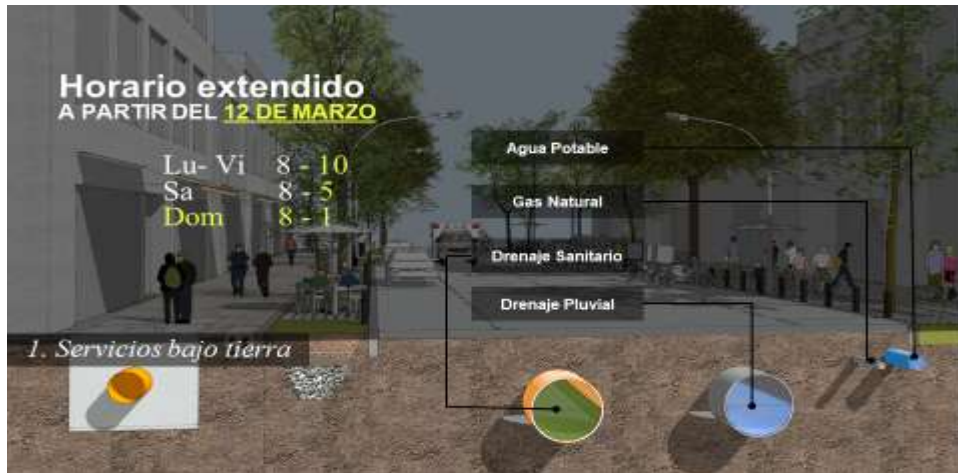 Horario extendido
A PARTIR DEL 12 DE MARZO
Lu- Vi 8 - 10
Sa 8 - 5
Dom 8 - 1
Agua Potable
Gas Natural
Drenaje Sanitario
Drenaje Pluvial
1. Servicios bajo tierra